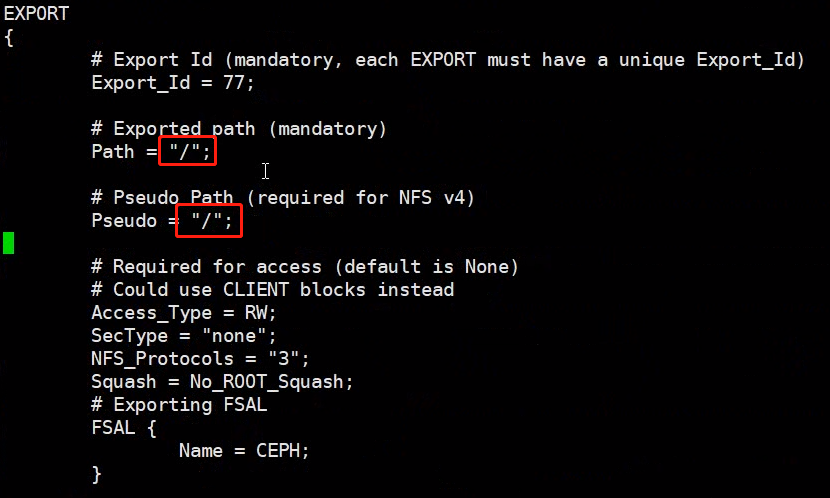 EXPORT
{
# Export Id (mandatory, each EXPORT must have a unique Export_Id)
Export_Id = 77;
# Exported path (mandatory)
Path = "/";
# Pseudo Path (required for NFS v4)
Pseudo = "/";
# Required for access (default is None)
# Could use CLIENT blocks instead
Access_Type = RW;
SecType = "none";
NFS_Protocols = "3";
Squash = No_ROOT_Squash;
# Exporting FSAL
FSAL {
Name = CEPH;
}